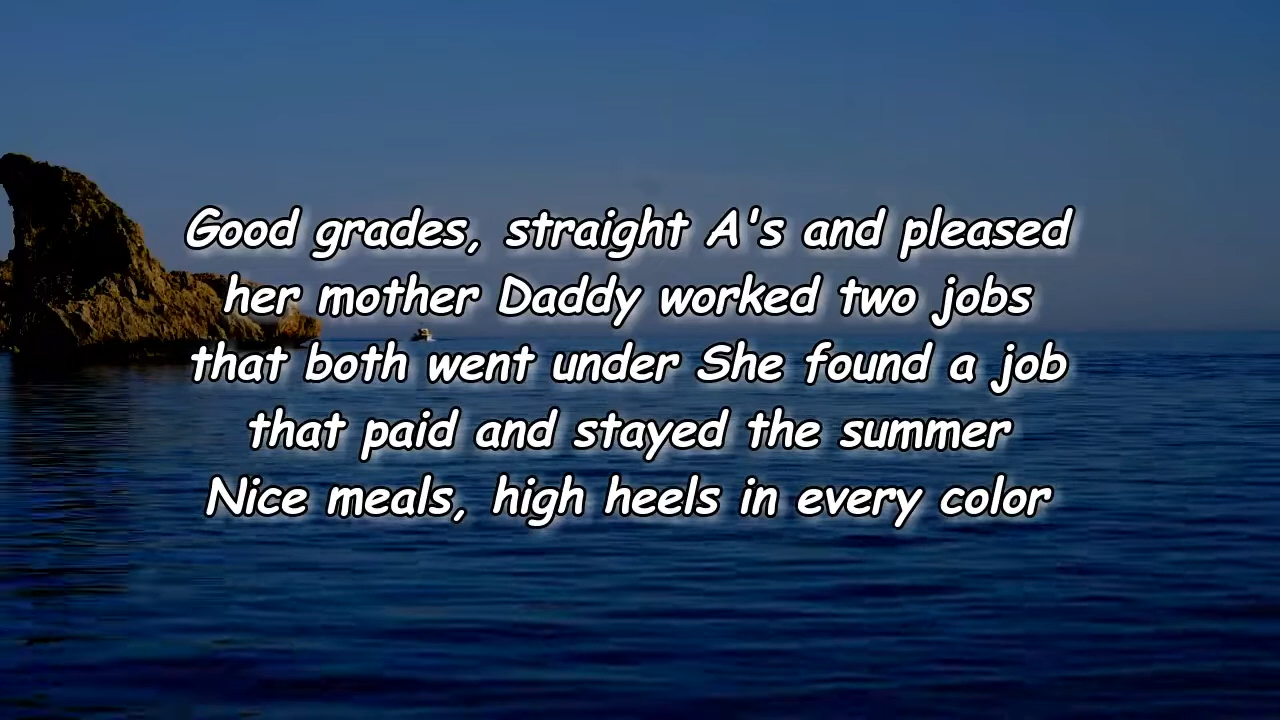 Good grades, straight A's and pleased
her mother Daddy worked two jobs
that both went under She found a job
that paid and stayed the summer
Nice meals, high heels in every color